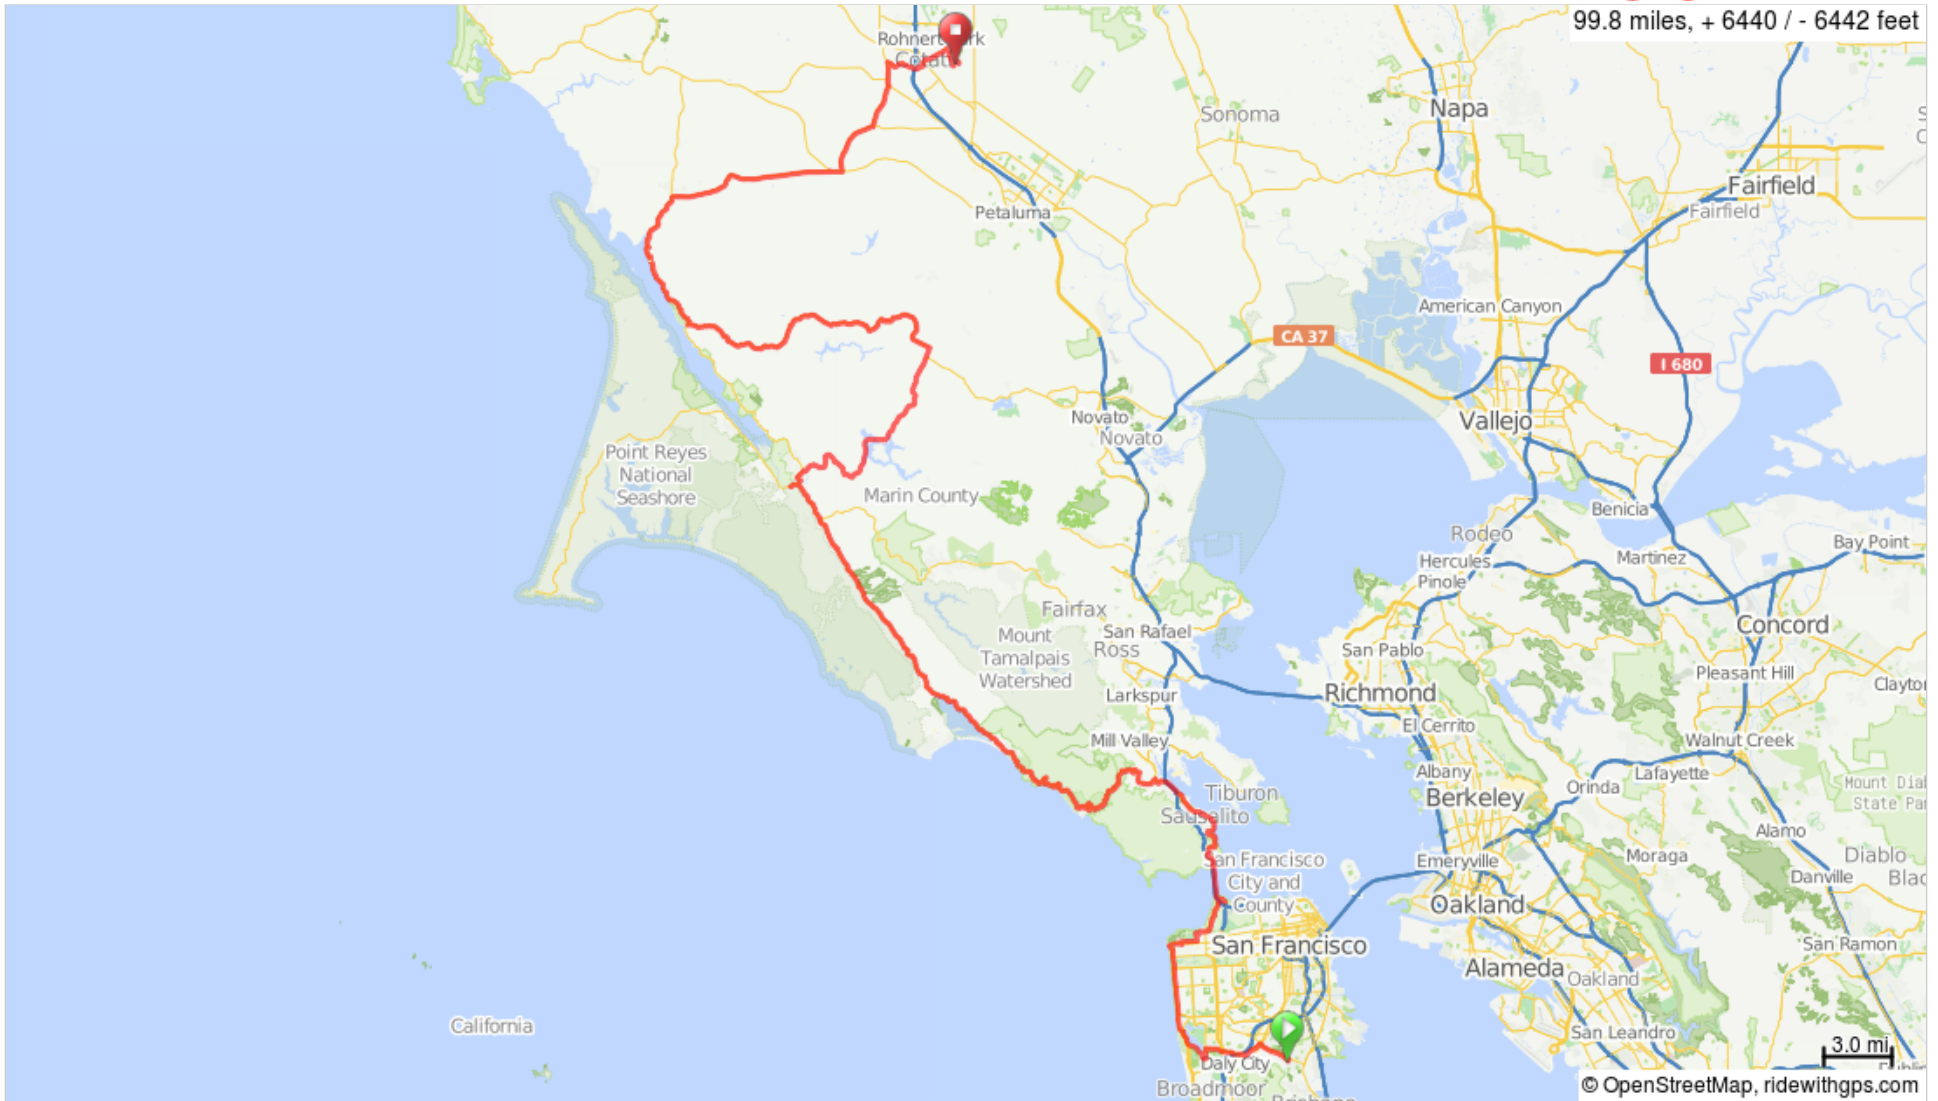 99.8 miles, + 6440 / - 6442 feet
Cotati
Napa
Sonoma
Fairfield
Fairfield
Petaluma
American Canyon
CA 37
I 680
Novato
Novato
Vallejo
Point Reyes
National
Seashore
Marin County
Benicia
Rodeo
Bay Point
Martinez
Hercules
Pinole
Fairfax
Concord
San Rafael
Mount
Tamalpais
Watershed
Ross
San Pablo
Pleasant Hill
Larkspur
Richmond
El Cerrito
Mill Valley
Walnut Creek
Albany
Lafayette
Orinda
Tiburon
Berkeley
Sausalito
Alamo
San Francisco
City and
County
Emeryville
Moraga
Diablo
Danville
Oakland
San Francisco
San Ramon
Alameda
Oakland
California
San Leandro
3.0 mi
Daly City
Broadmoor
© OpenStreetMap, ridewithgps.com